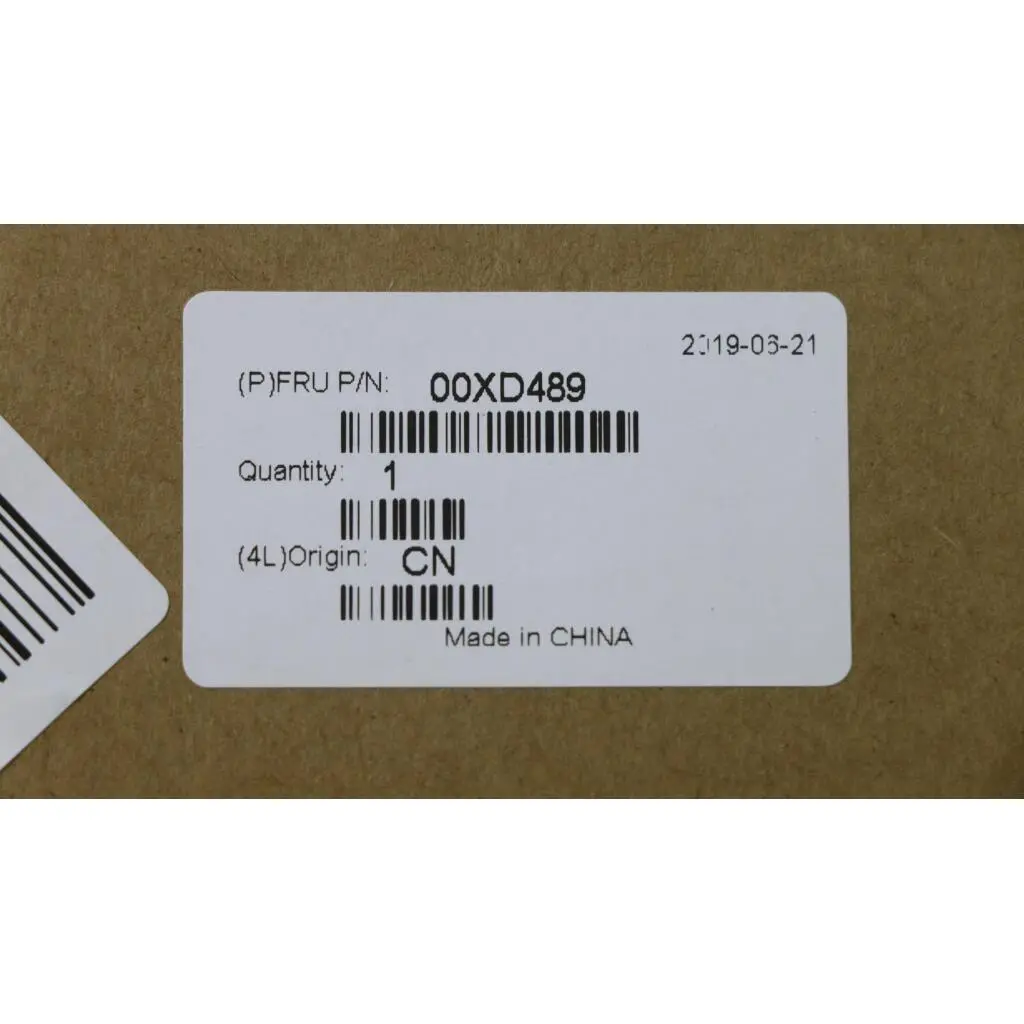 2019-06-21
(P)FRU P/N: 00XD489
Quantity: 1
(4L)Origin: CN
Made in CHINA